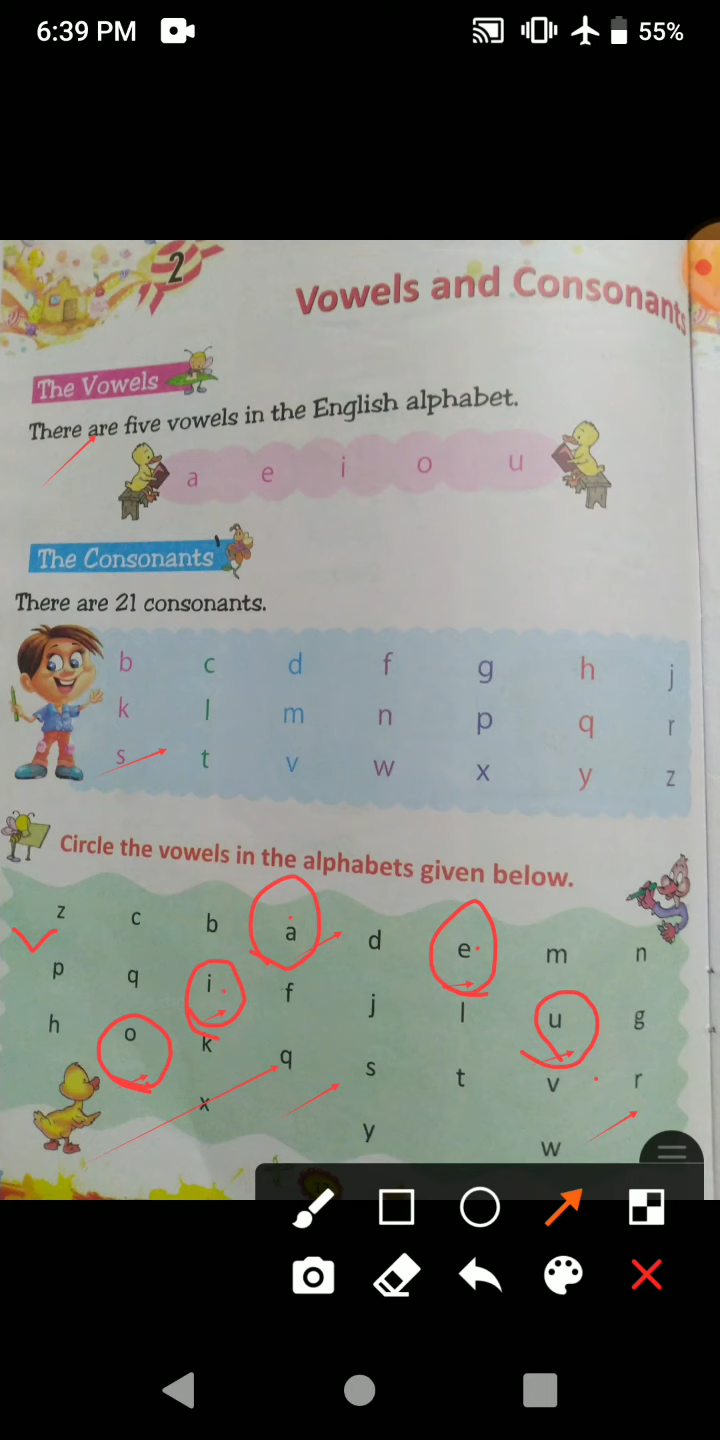 6:39 PM
55%
2
Vowels and Consonants
The Vowels
There are five vowels in the English alphabet.
a e i o u
The Consonants
There are 21 consonants.
b c d f g h j
k l m n p q r
s t v w x y z
Circle the vowels in the alphabets given below.
z c b a d e m n
p q i f j l u g
h o k q s t v r
x y w